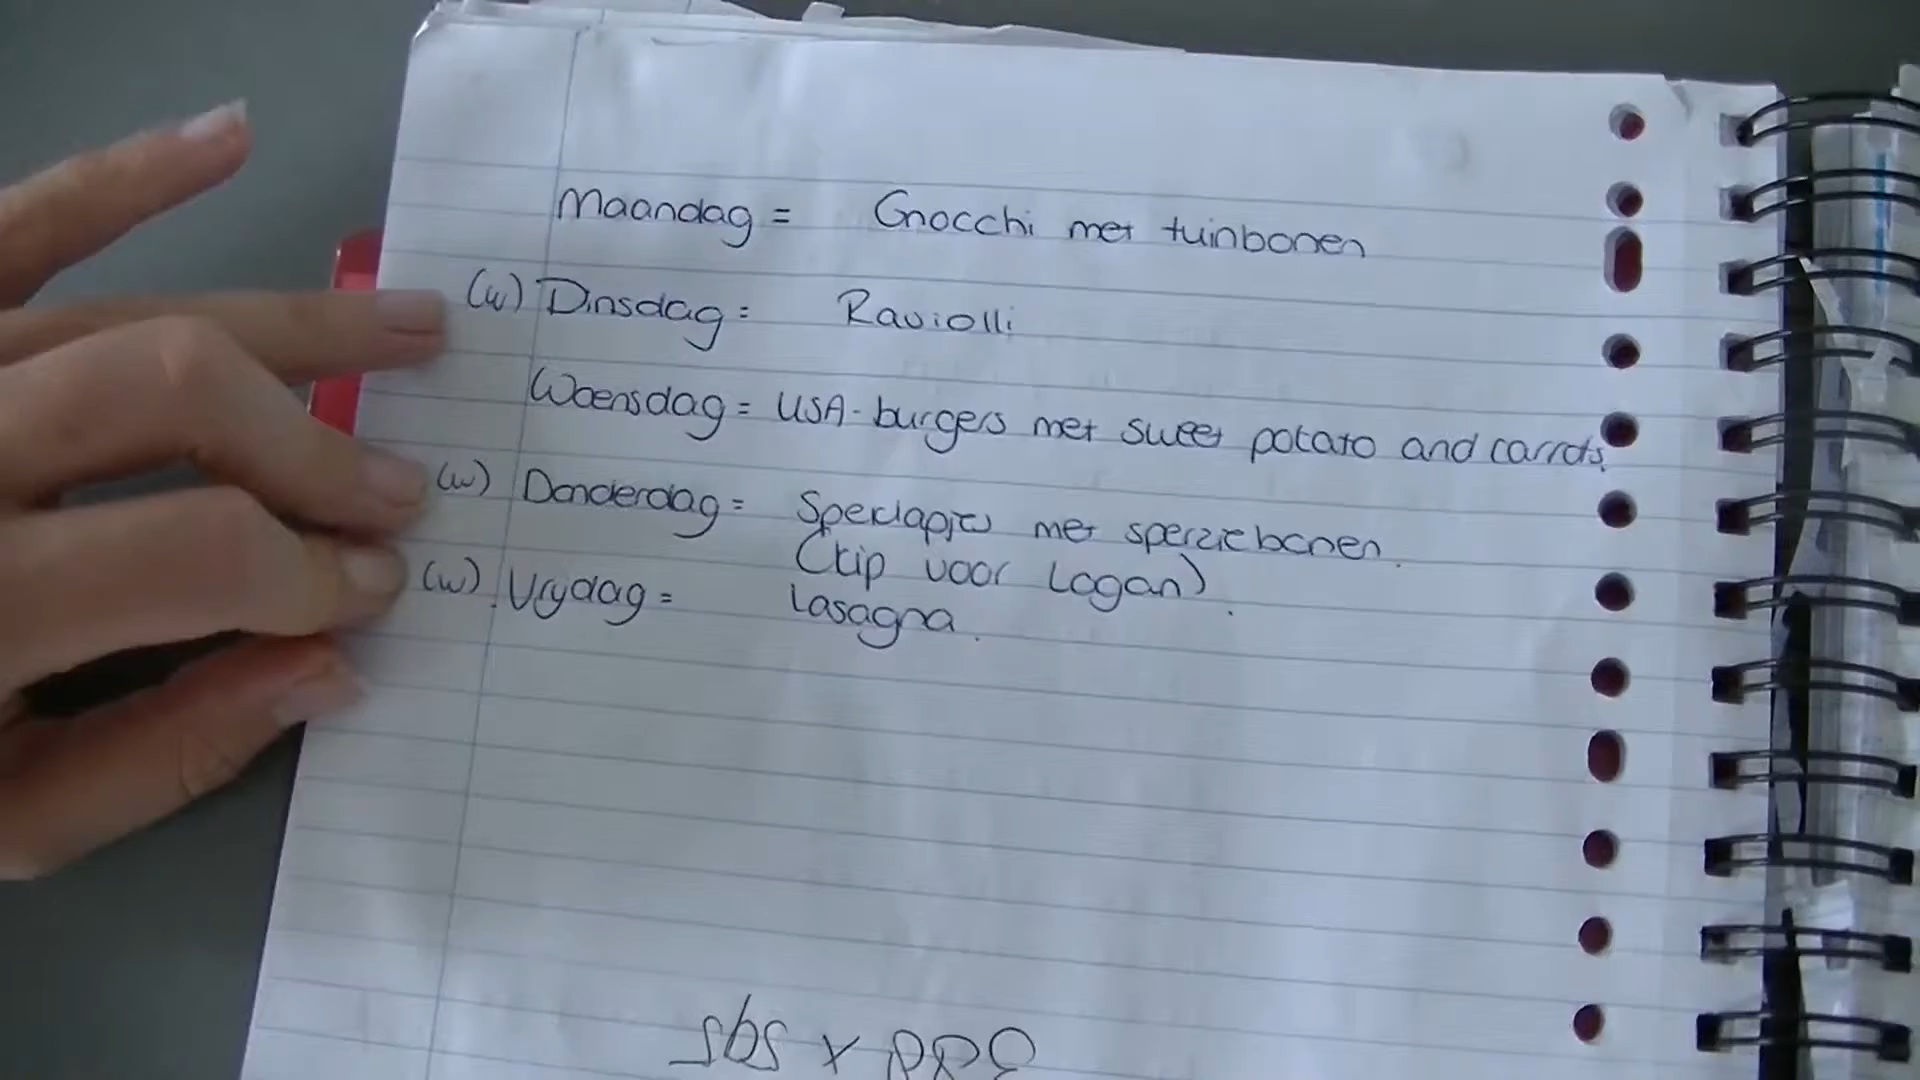 Maandag = Gnocchi met tuinbonen
(w) Dinsdag: Raviolli
Woensdag = USA-burgers met sweet potato and carrots.
(w) Donderdag = Speklapjes met sperziebonen.
(kip voor Logan).
(w) Vrijdag = Lasagna.